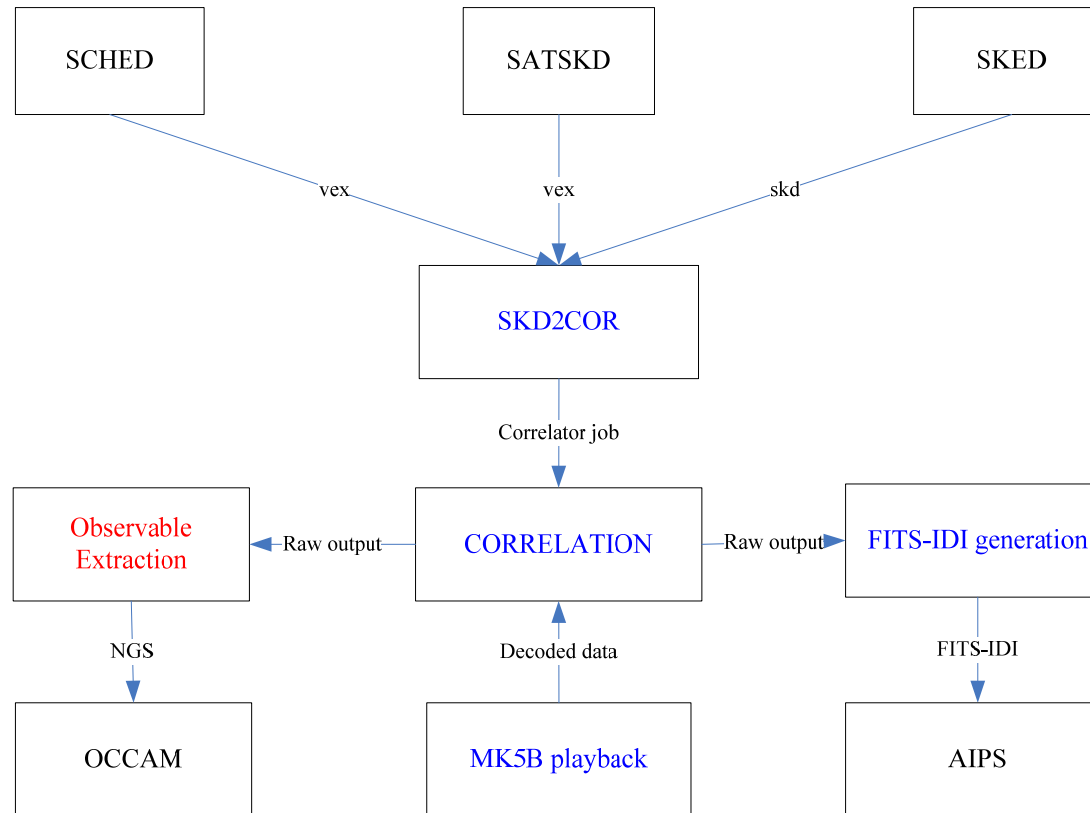 SCHED
SATSKD
SKED
vex
vex
skd
SKD2COR
Correlator job
Observable
Extraction
Raw output
CORRELATION
Raw output
FITS-IDI generation
NGS
Decoded data
FITS-IDI
OCCAM
MK5B playback
AIPS